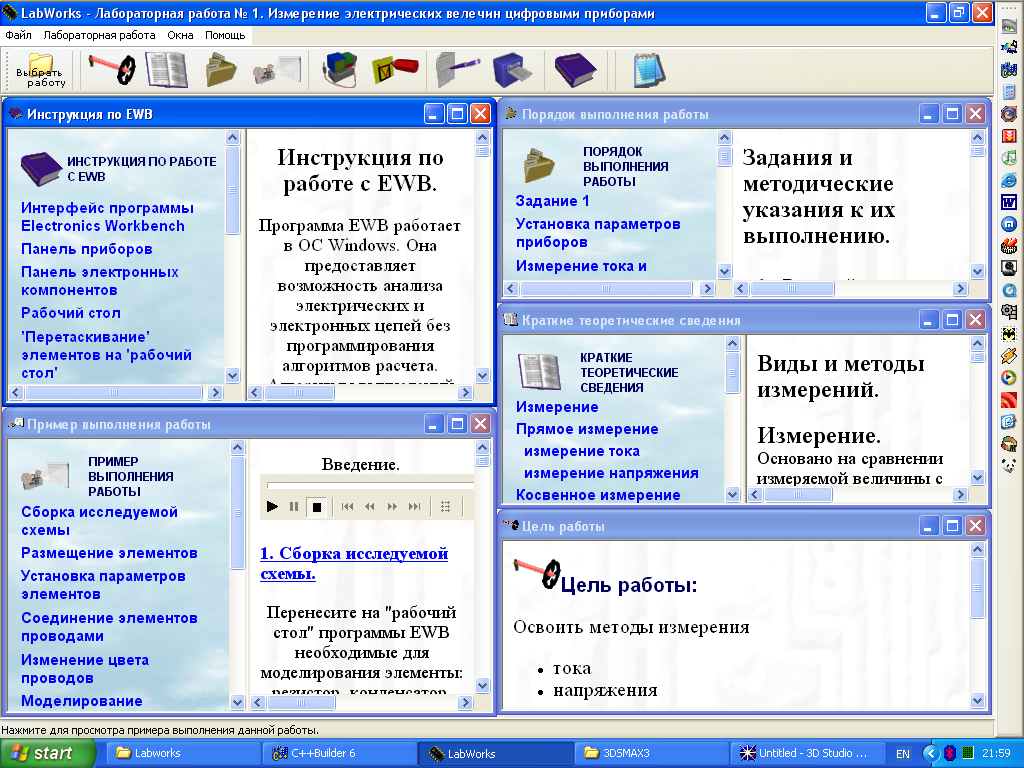 LabWorks - Лабораторная работа № 1. Измерение электрических велечин цифровыми приборами
Файл Лабораторная работа Окна Помощь
Выбрать
работу
Инструкция по EWB
ИНСТРУКЦИЯ ПО РАБОТЕ
С EWB
Интерфейс программы
Electronics Workbench
Панель приборов
Панель электронных
компонентов
Рабочий стол
'Перетаскивание'
элементов на 'рабочий
стол'
Инструкция по
работе с EWB.
Программа EWB работает
в ОС Windows. Она
предоставляет
возможность анализа
электрических и
электронных цепей без
программирования
алгоритмов расчета.
Порядок выполнения работы
ПОРЯДОК
ВЫПОЛНЕНИЯ
РАБОТЫ
Задание 1
Установка параметров
приборов
Измерение тока и
Задания и
методические
указания к их
выполнению.
Краткие теоретические сведения
КРАТКИЕ
ТЕОРЕТИЧЕСКИЕ
СВЕДЕНИЯ
Измерение
Прямое измерение
измерение тока
измерение напряжения
Косвенное измерение
Виды и методы
измерений.
Измерение.
Основано на сравнении
измеряемой величины с
Пример выполнения работы
ПРИМЕР
ВЫПОЛНЕНИЯ
РАБОТЫ
Сборка исследуемой
схемы
Размещение элементов
Установка параметров
элементов
Соединение элементов
проводами
Изменение цвета
проводов
Моделирование
Введение.
1. Сборка исследуемой
схемы.
Перенесите на "рабочий
стол" программы EWB
необходимые для
моделирования элементы:
резистор, конденсатор
Цель работы
Цель работы:
Освоить методы измерения
• тока
• напряжения
Нажмите для просмотра примера выполнения данной работы.
start Labworks C++Builder 6 LabWorks 3DSMAX3 Untitled - 3D Studio ... EN 21:59